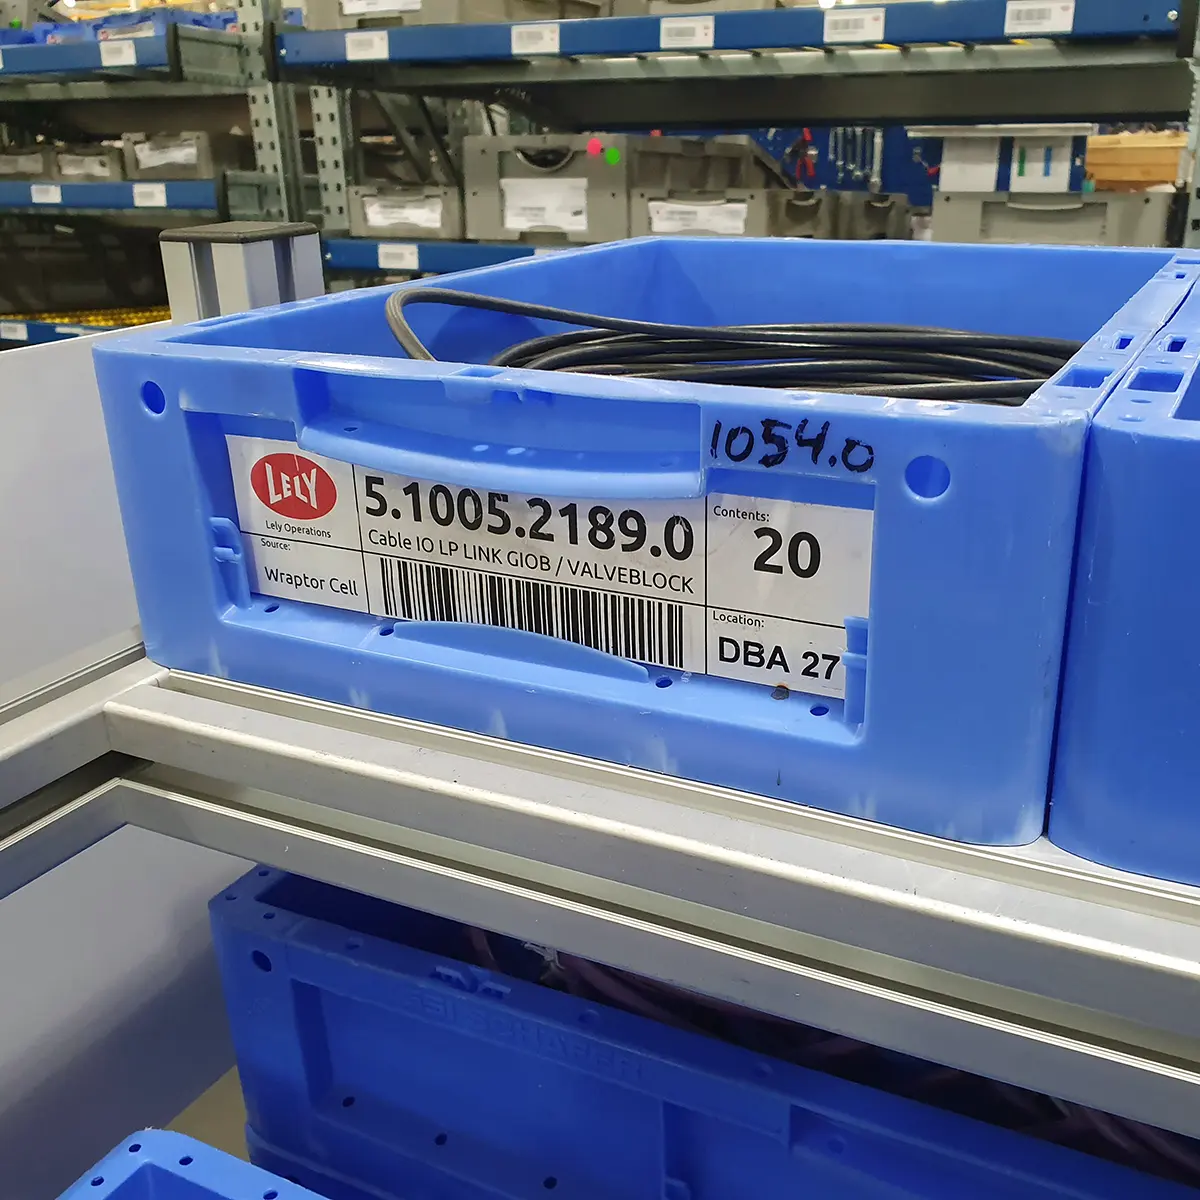 1054.0
LELY
Lely Operations
5.1005.2189.0
Cable IO LP LINK GIOB / VALVEBLOCK
Contents:
20
Source:
Wraptor Cell
Location:
DBA 27